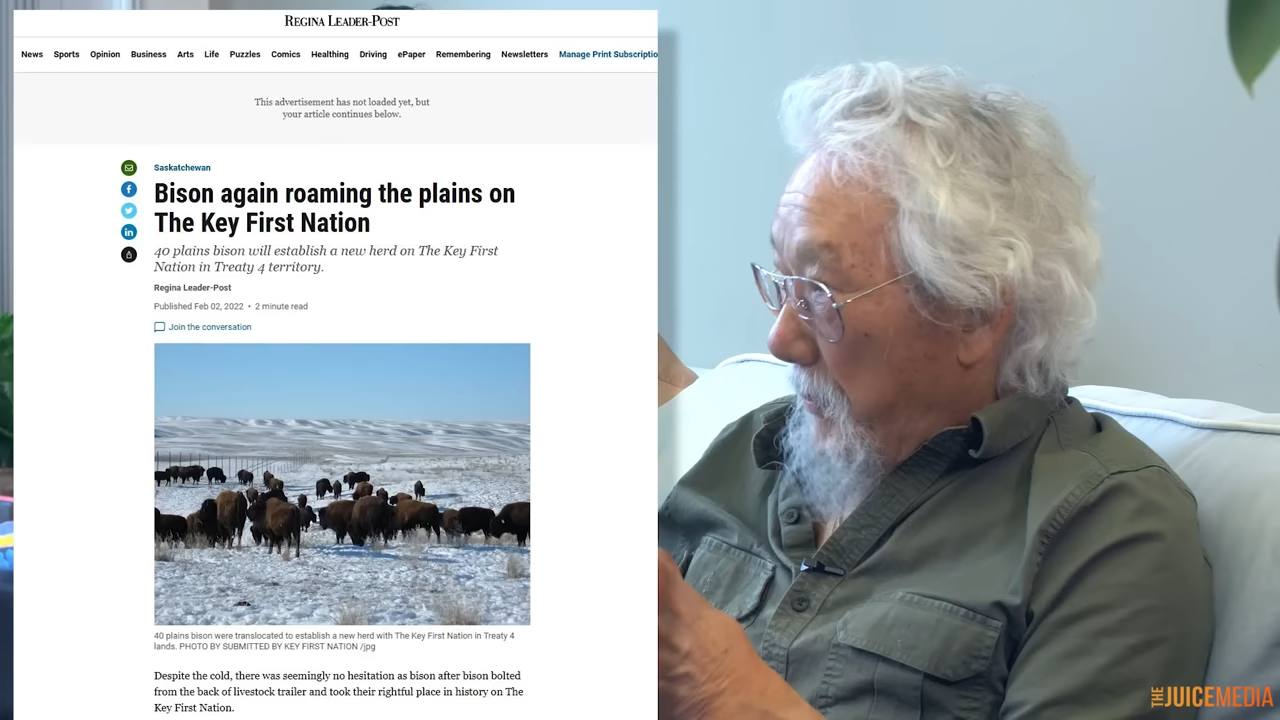 REGINA LEADER-POST
News Sports Opinion Business Arts Life Puzzles Comics Healthing Driving ePaper Remembering Newsletters Manage Print Subscriptio
This advertisement has not loaded yet, but
your article continues below.
Saskatchewan
Bison again roaming the plains on
The Key First Nation
40 plains bison will establish a new herd on The Key First
Nation in Treaty 4 territory.
Regina Leader-Post
Published Feb 02, 2022 • 2 minute read
Join the conversation
40 plains bison were translocated to establish a new herd with The Key First Nation in Treaty 4
lands. PHOTO BY SUBMITTED BY KEY FIRST NATION /jpg
Despite the cold, there was seemingly no hesitation as bison after bison bolted
from the back of livestock trailer and took their rightful place in history on The
Key First Nation.
THE JUICEMEDIA